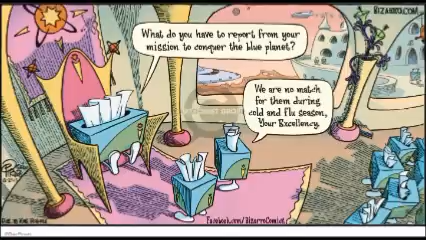 BIZARRO.COM
What do you have to report from your
mission to conquer the blue planet?
We are no match
for them during
cold and flu season,
Your Excellency.
Facebook.com/BizarroComics